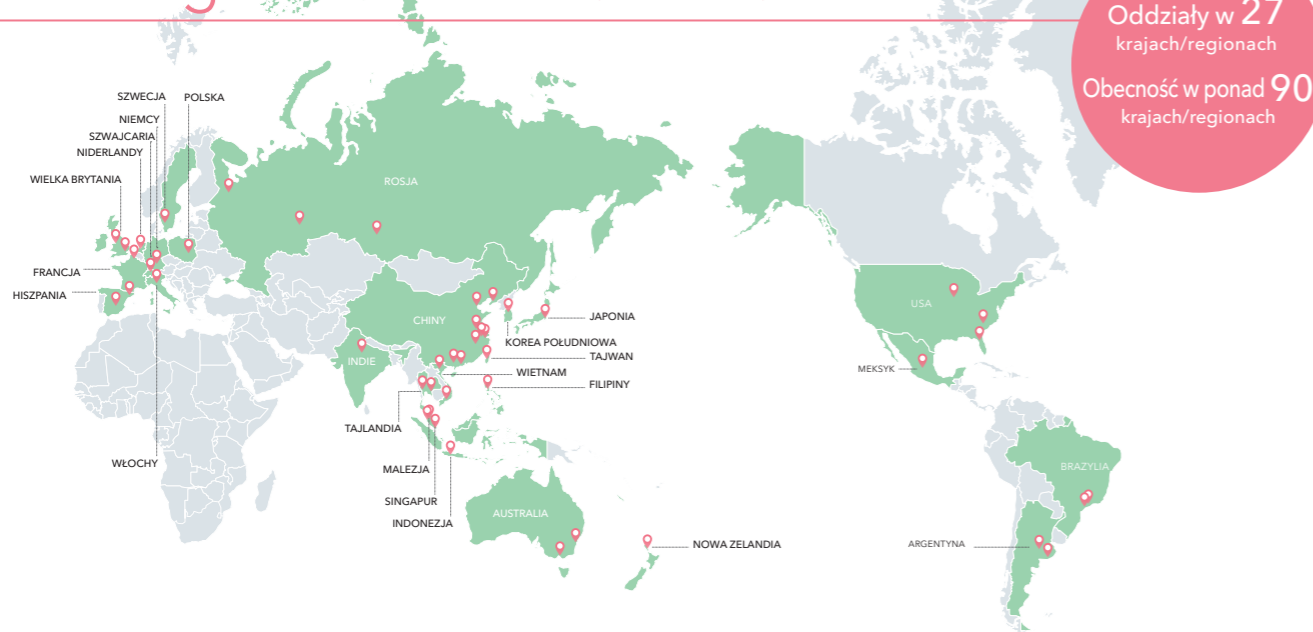 Oddziały w 27
krajach/regionach
Obecność w ponad 90
krajach/regionach
SZWECJA
POLSKA
NIEMCY
SZWAJCARIA
NIDERLANDY
WIELKA BRYTANIA
FRANCJA
HISZPANIA
WŁOCHY
ROSJA
CHINY
INDIE
JAPONIA
KOREA POŁUDNIOWA
TAJWAN
WIETNAM
FILIPINY
TAJLANDIA
MALEZJA
SINGAPUR
INDONEZJA
AUSTRALIA
NOWA ZELANDIA
USA
MEKSYK
BRAZYLIA
ARGENTYNA